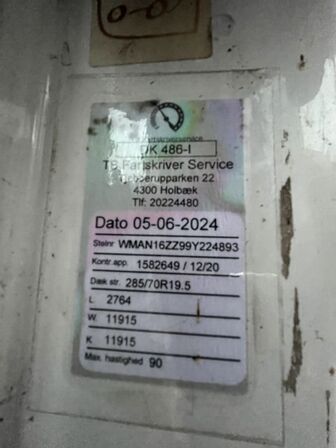 DK 486-I
TB Fartskriver Service
Tjebberupparken 22
4300 Holbæk
Tlf: 20224480
Dato 05-06-2024
Stelnr WMAN16ZZ99Y224893
Kontr.app. 1582649 / 12/20
Dæk str. 285/70R19.5
L 2764
W. 11915
K 11915
Max. hastighed 90